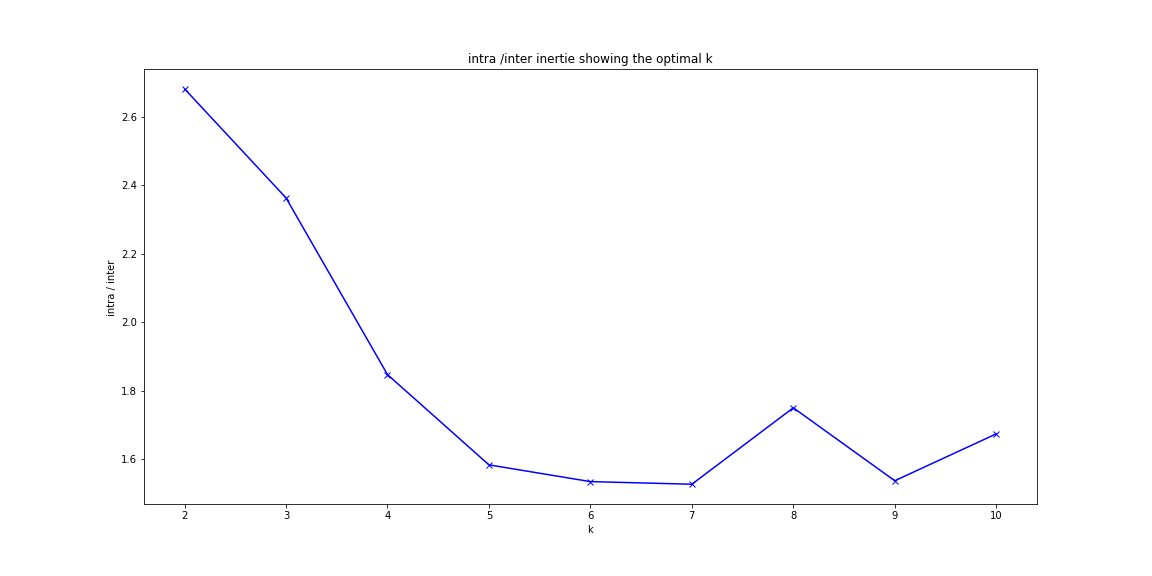 intra /inter inertie showing the optimal k
intra / inter
2.6
2.4
2.2
2.0
1.8
1.6
2 3 4 5 6 7 8 9 10
k